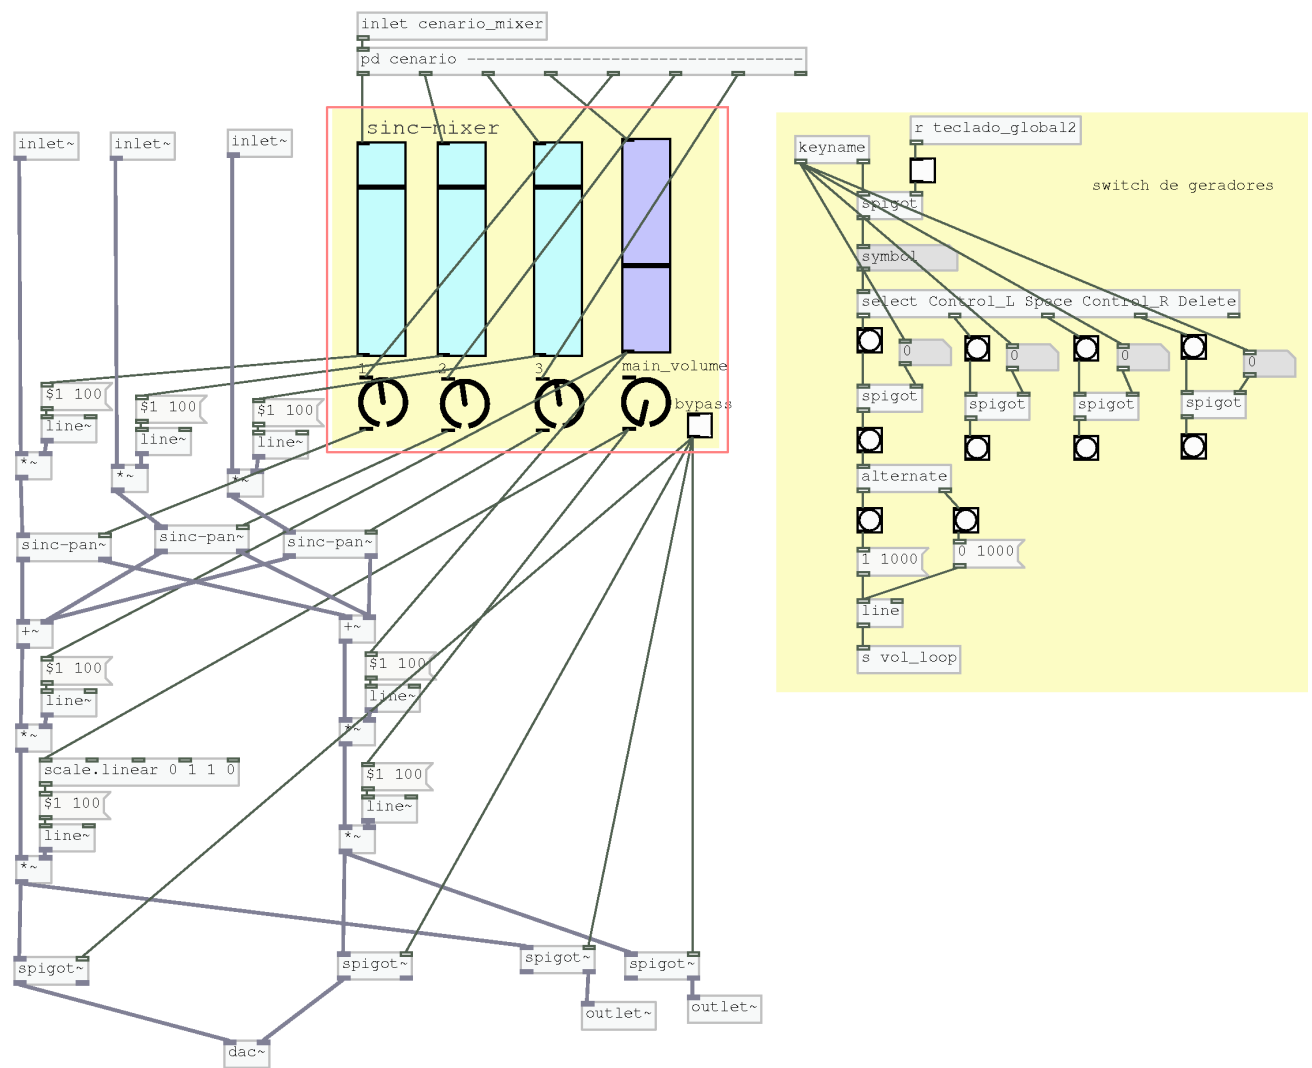 inlet cenario_mixer
pd cenario -----------------------------------
sinc-mixer
inlet~
inlet~
inlet~
1
2
3
main_volume
bypass
$1 100
line~
*~
$1 100
line~
*~
$1 100
line~
*~
sinc-pan~
sinc-pan~
sinc-pan~
+~
+~
$1 100
line~
*~
$1 100
line~
*~
scale.linear 0 1 1 0
$1 100
line~
*~
$1 100
line~
*~
spigot~
spigot~
spigot~
spigot~
outlet~
outlet~
dac~
r teclado_global2
keyname
switch de geradores
spigot
symbol
select Control_L Space Control_R Delete
0
0
0
0
spigot
spigot
spigot
spigot
alternate
1 1000
0 1000
line
s vol_loop